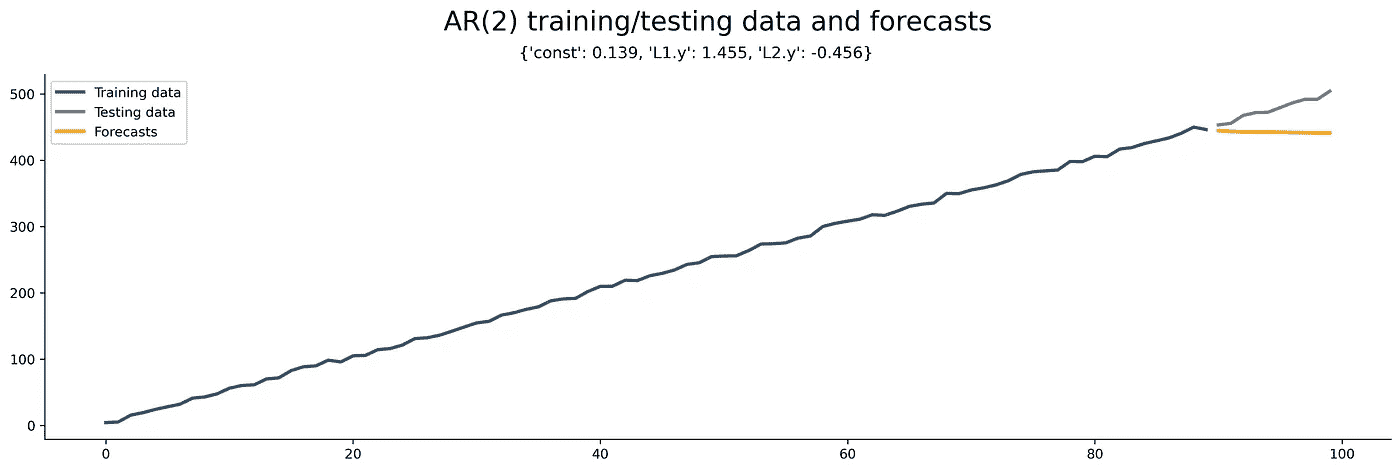 AR(2) training/testing data and forecasts
{'const': 0.139, 'L1.y': 1.455, 'L2.y': -0.456}
Training data
Testing data
Forecasts
500
400
300
200
100
0
0 20 40 60 80 100